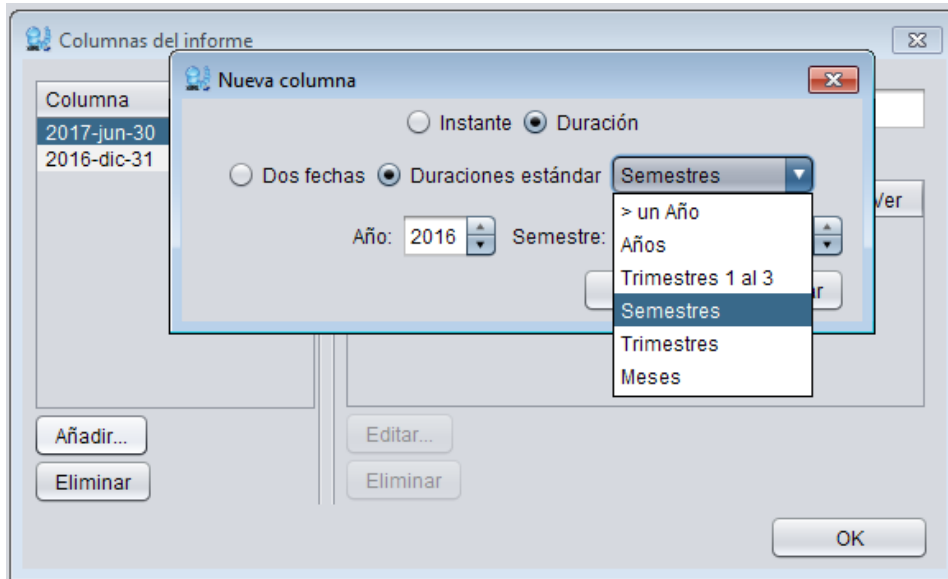 Columnas del informe
Nueva columna
Columna
2017-jun-30
2016-dic-31
Instante Duración
Dos fechas Duraciones estándar Semestres
Ver
> un Año
Año: 2016 Semestre:
Años
Trimestres 1 al 3
Semestres
Trimestres
Meses
Añadir...
Editar...
Eliminar
Eliminar
OK